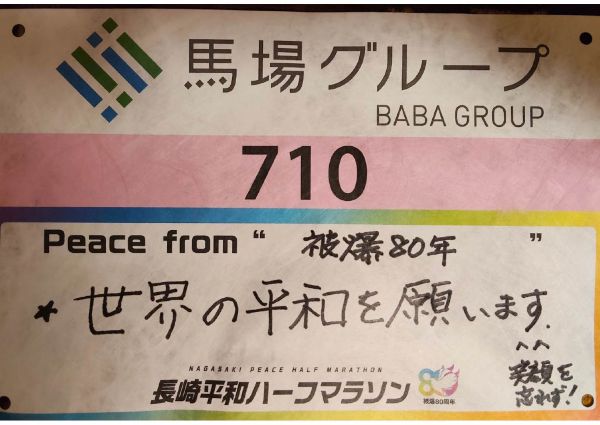 馬場グループ
BABA GROUP
710
Peace from “ 被爆80年 ”
* 世界の平和を願います.
^^
笑顔を
忘れず!
NAGASAKI PEACE HALF MARATHON
長崎平和ハーフマラソン
80
被爆80周年